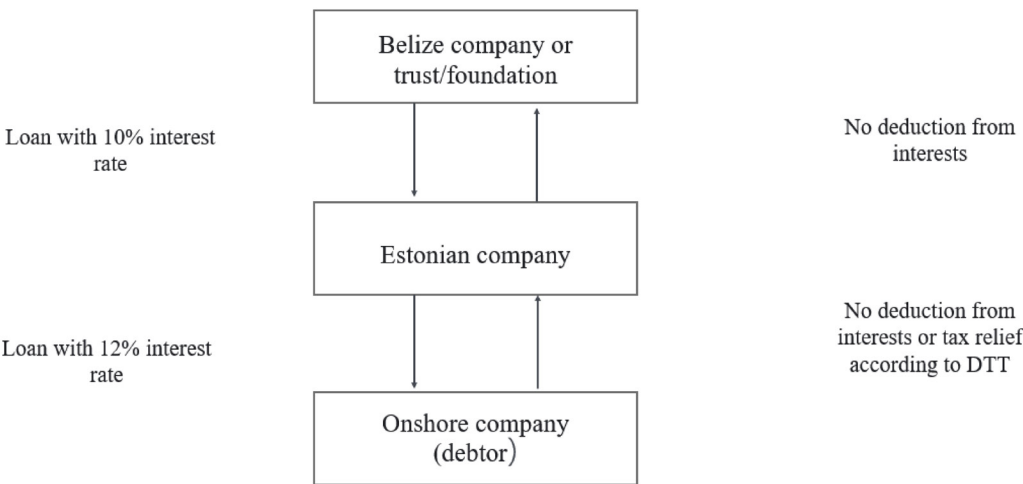 Belize company or
trust/foundation
Loan with 10% interest
rate
No deduction from
interests
Estonian company
Loan with 12% interest
rate
No deduction from
interests or tax relief
according to DTT
Onshore company
(debtor)